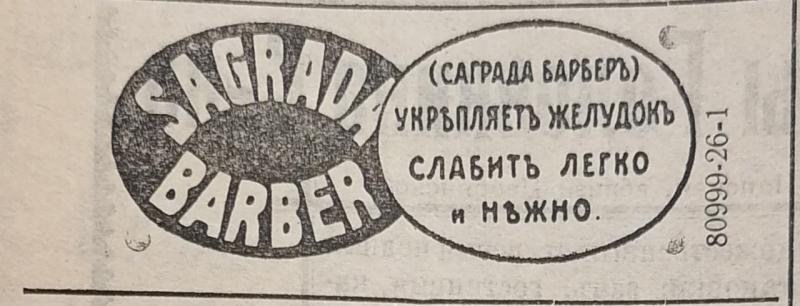 SAGRADA
BARBER
(САГРАДА БАРБЕРЪ)
УКРѢПЛЯЕТЪ ЖЕЛУДОКЪ
СЛАБИТЪ ЛЕГКО
и НѢЖНО.
80999-26-1